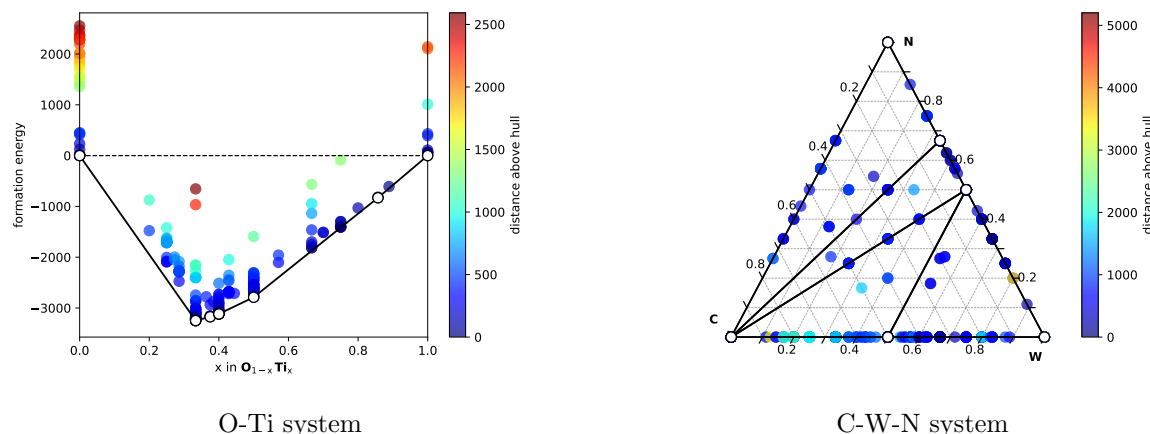 2500
2000
1500
1000
500
0
distance above hull
2000
1000
0
−1000
−2000
−3000
formation energy
0.0 0.2 0.4 0.6 0.8 1.0
x in O1−xTix
O-Ti system
N
C
W
0.2
0.4
0.6
0.8
0.8
0.6
0.4
0.2
0.2 0.4 0.6 0.8
5000
4000
3000
2000
1000
0
distance above hull
C-W-N system